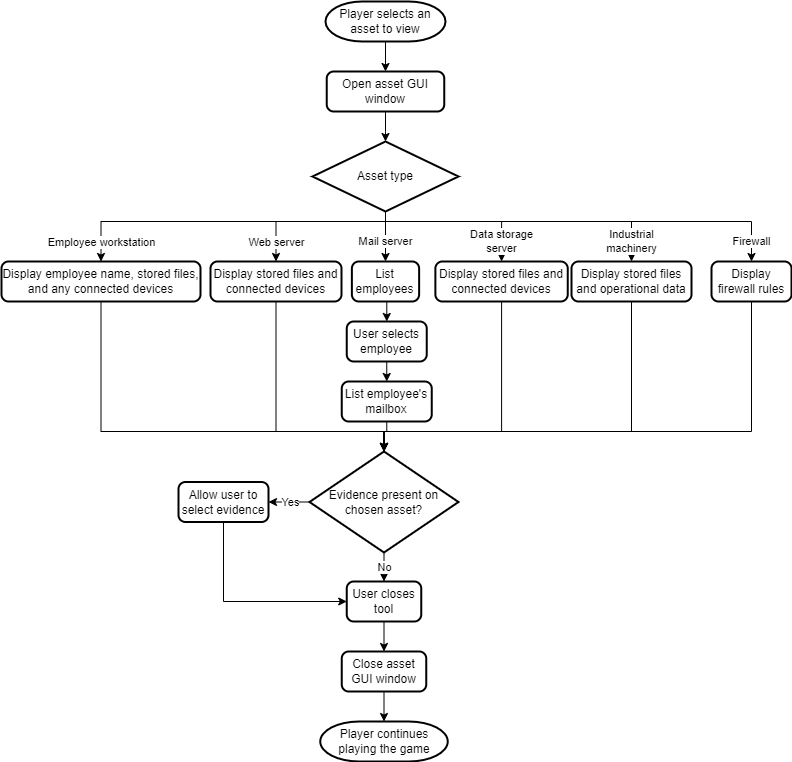 Player selects an
asset to view
Open asset GUI
window
Asset type
Employee workstation
Web server
Mail server
Data storage
server
Industrial
machinery
Firewall
Display employee name, stored files,
and any connected devices
Display stored files and
connected devices
List
employees
Display stored files and
connected devices
Display stored files
and operational data
Display
firewall rules
User selects
employee
List employee's
mailbox
Evidence present on
chosen asset?
Yes
Allow user to
select evidence
No
User closes
tool
Close asset
GUI window
Player continues
playing the game